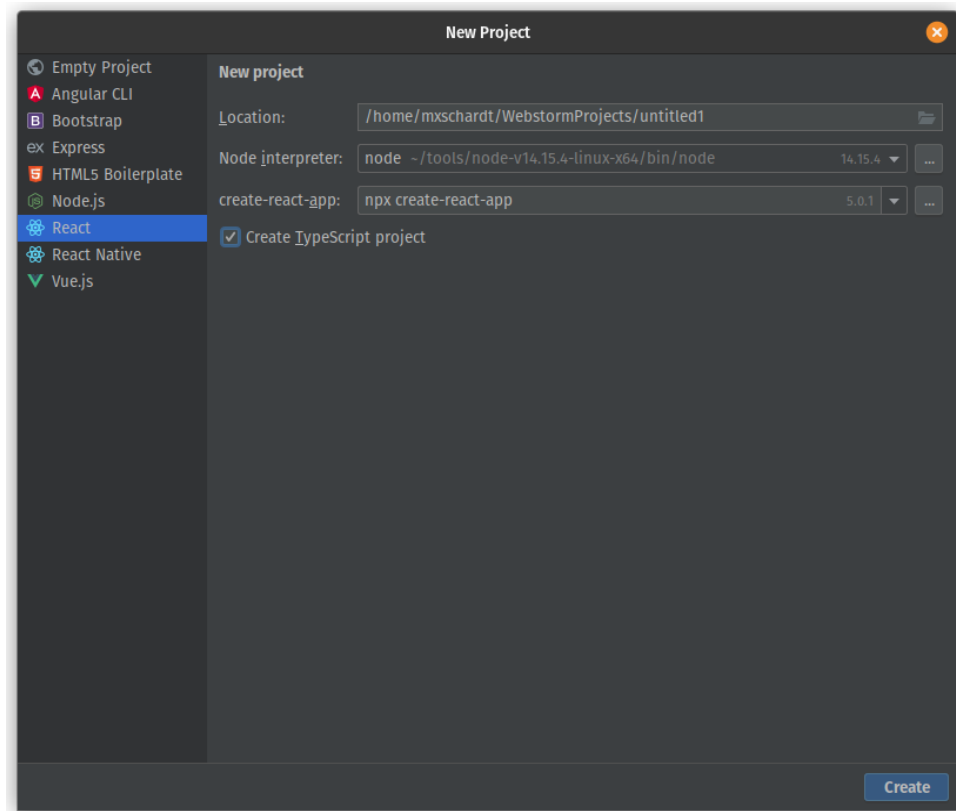 New Project
Empty Project
Angular CLI
Bootstrap
ex Express
HTML5 Boilerplate
Node.js
React
React Native
Vue.js
New project
Location: /home/mxschardt/WebstormProjects/untitled1
Node interpreter: node ~/tools/node-v14.15.4-linux-x64/bin/node 14.15.4 ...
create-react-app: npx create-react-app 5.0.1 ...
Create TypeScript project
Create